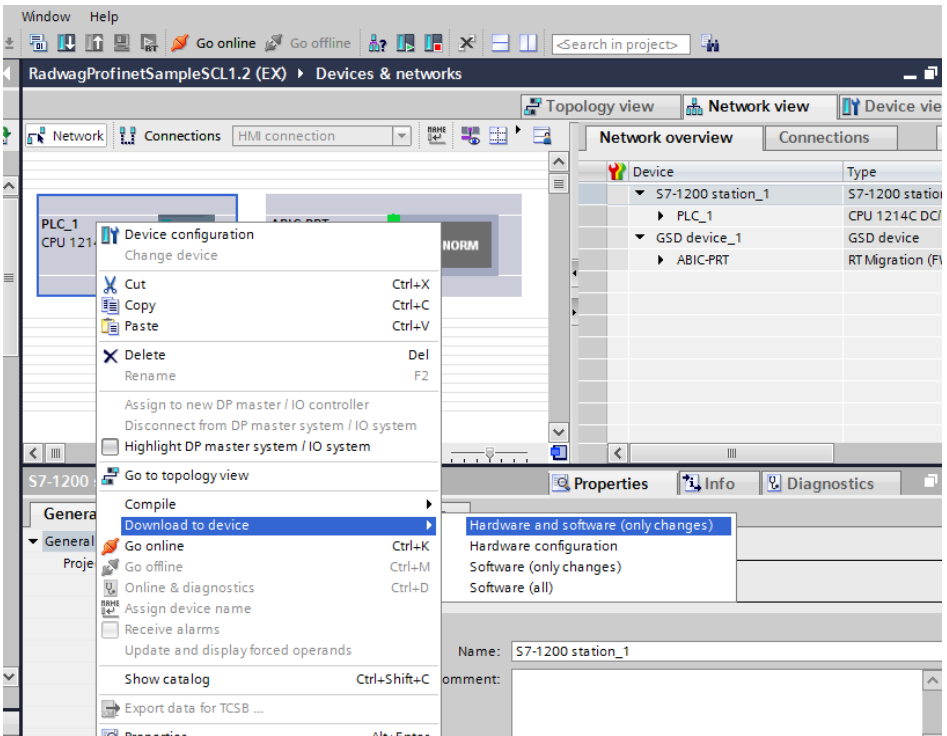 Window Help
Go online Go offline <Search in project>
RadwagProfinetSampleSCL1.2 (EX) Devices & networks
Topology view Network view Device vie
Network Connections HMI connection
Network overview Connections
Device Type
S7-1200 station_1 S7-1200 station
PLC_1 CPU 1214C DC/
GSD device_1 GSD device
ABIC-PRT RT Migration (FW
PLC_1
CPU 121
ABIC-PRT
NORM
Device configuration
Change device
Cut Ctrl+X
Copy Ctrl+C
Paste Ctrl+V
Delete Del
Rename F2
Assign to new DP master / IO controller
Disconnect from DP master system / IO system
Highlight DP master system / IO system
Go to topology view
Compile
Download to device
Go online Ctrl+K
Go offline Ctrl+M
Online & diagnostics Ctrl+D
Assign device name
Receive alarms
Update and display forced operands
Show catalog Ctrl+Shift+C
Export data for TCSB ...
Properties Alt+Enter
Hardware and software (only changes)
Hardware configuration
Software (only changes)
Software (all)
S7-1200
Properties Info Diagnostics
Genera
General
Proje
Name: S7-1200 station_1
omment: